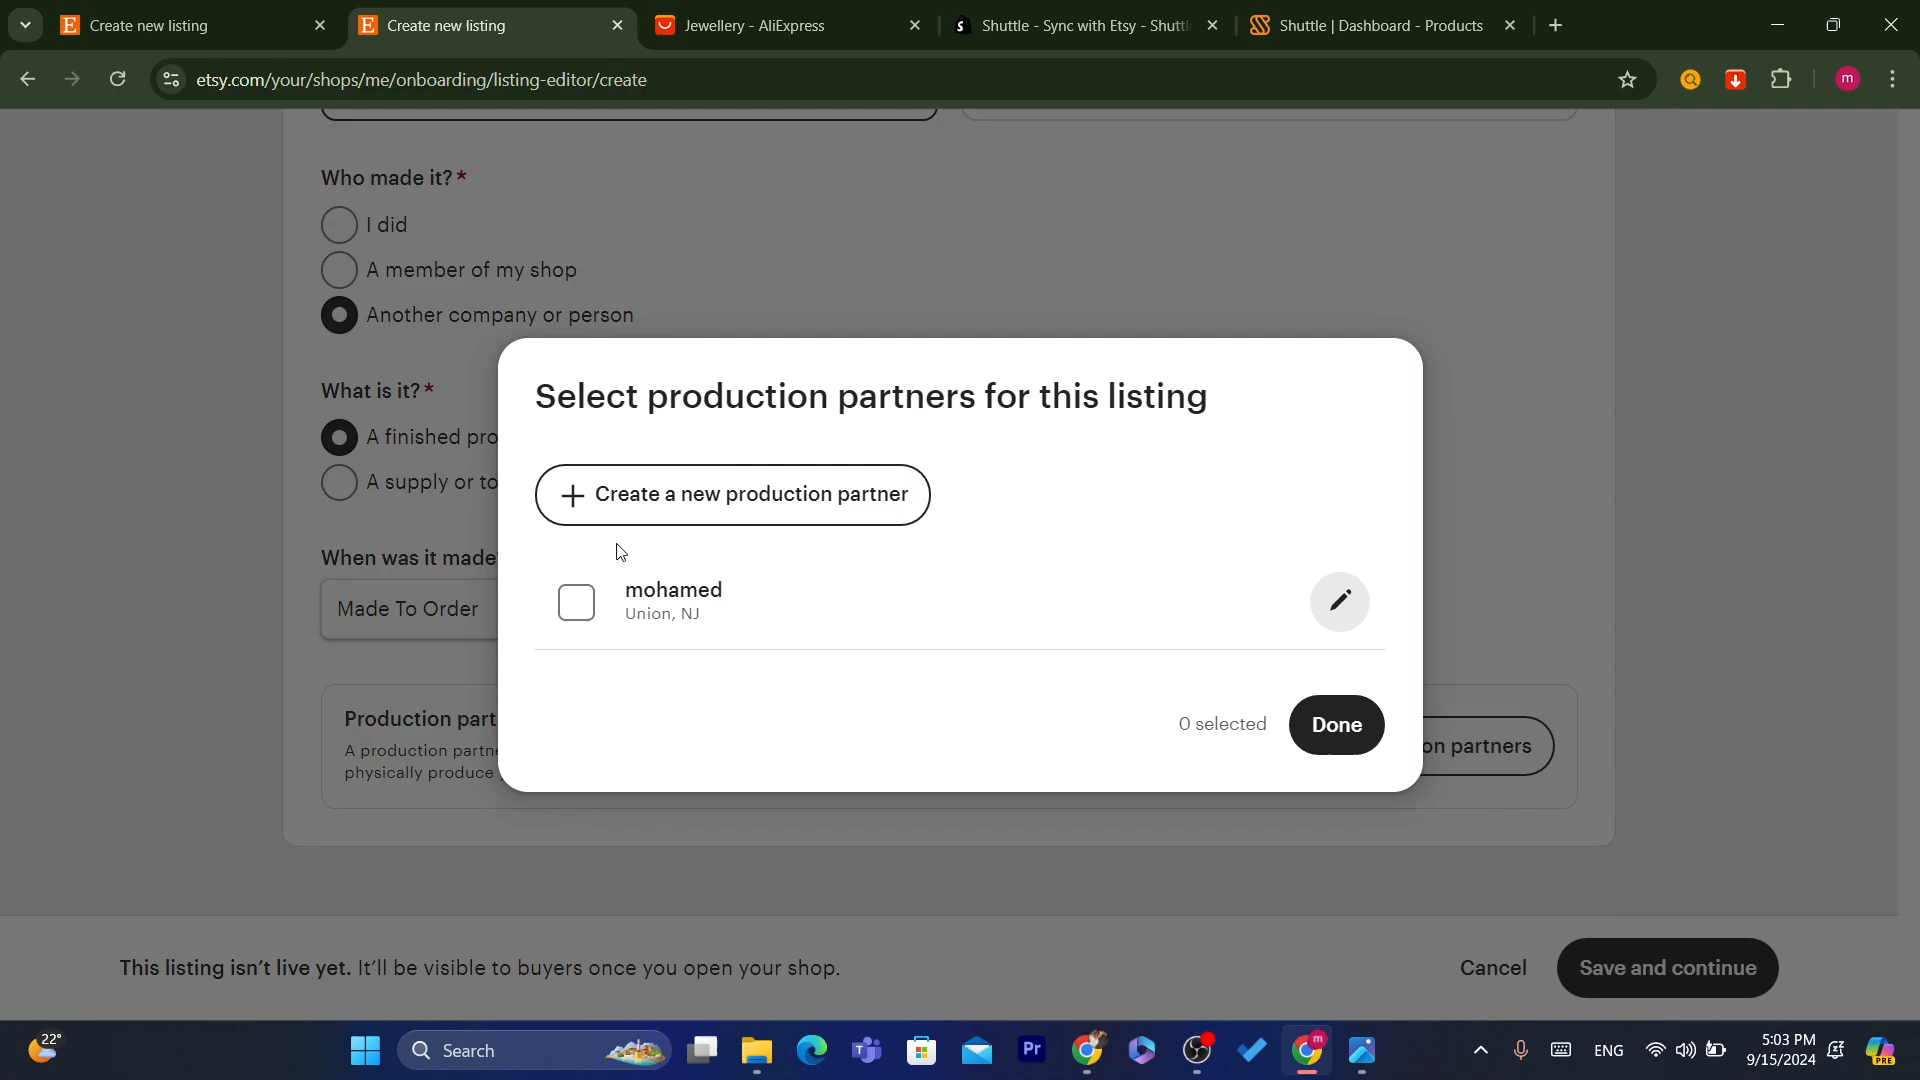 Create new listing
Create new listing
Jewellery - AliExpress
Shuttle - Sync with Etsy - Shuttl
Shuttle | Dashboard - Products
etsy.com/your/shops/me/onboarding/listing-editor/create
m
Who made it?*
I did
A member of my shop
Another company or person
What is it?*
A finished pro
A supply or to
When was it made
Made To Order
Production part
A production partne
physically produce
on partners
Select production partners for this listing
Create a new production partner
mohamed
Union, NJ
0 selected
Done
This listing isn't live yet. It'll be visible to buyers once you open your shop.
Cancel
Save and continue
22°
Search
Pr
m
ENG
5:03 PM
9/15/2024
PRE